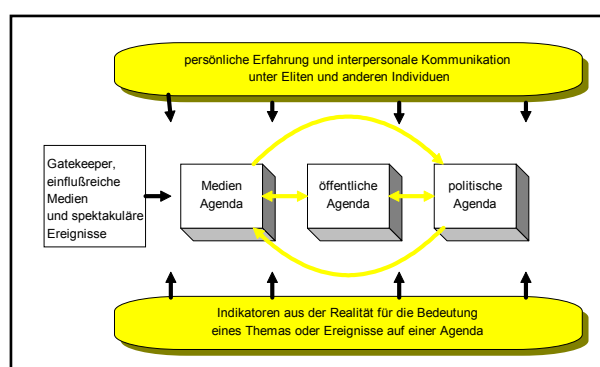 persönliche Erfahrung und interpersonale Kommunikation
unter Eliten und anderen Individuen
Gatekeeper,
einflußreiche
Medien
und spektakuläre
Ereignisse
Medien
Agenda
öffentliche
Agenda
politische
Agenda
Indikatoren aus der Realität für die Bedeutung
eines Themas oder Ereignisse auf einer Agenda